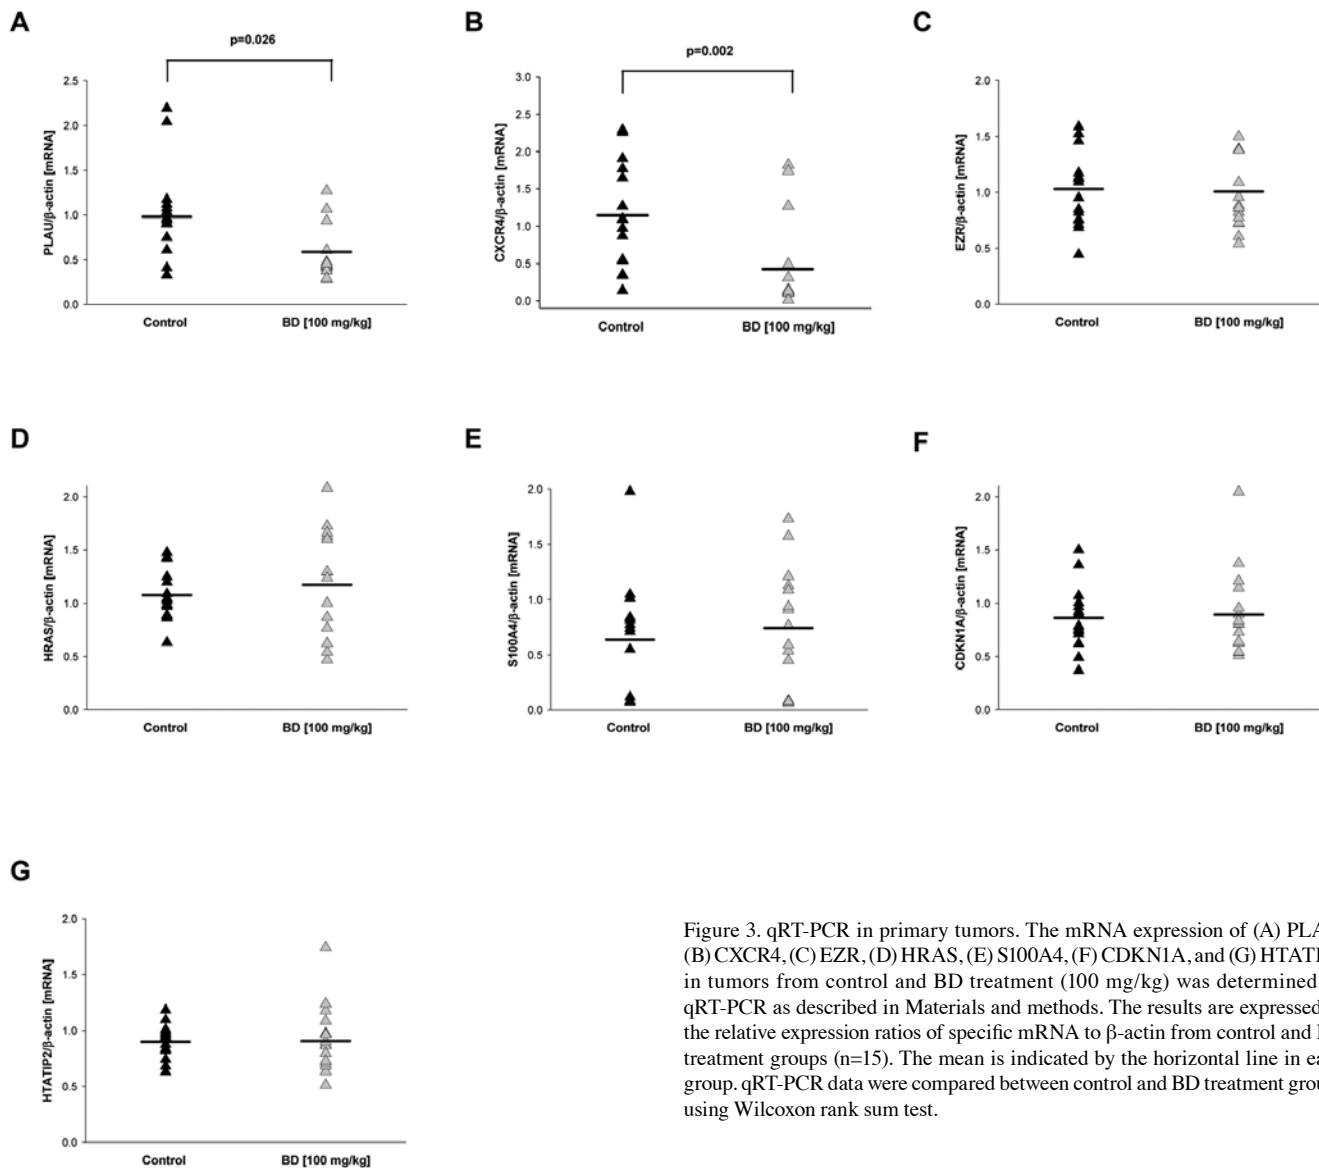 A
p=0.026
2.5
2.0
1.5
1.0
0.5
0.0
PLAU/β-actin [mRNA]
Control
BD [100 mg/kg]
B
p=0.002
3.0
2.5
2.0
1.5
1.0
0.5
0.0
CXCR4/β-actin [mRNA]
Control
BD [100 mg/kg]
C
2.0
1.5
1.0
0.5
0.0
EZR/β-actin [mRNA]
Control
BD [100 mg/kg]
D
2.0
1.5
1.0
0.5
0.0
HRAS/β-actin [mRNA]
Control
BD [100 mg/kg]
E
2.0
1.5
1.0
0.5
0.0
S100A4/β-actin [mRNA]
Control
BD [100 mg/kg]
F
2.0
1.5
1.0
0.5
0.0
CDKN1A/β-actin [mRNA]
Control
BD [100 mg/kg]
G
2.0
1.5
1.0
0.5
0.0
HTATIP2/β-actin [mRNA]
Control
BD [100 mg/kg]
Figure 3. qRT-PCR in primary tumors. The mRNA expression of (A) PLA
(B) CXCR4, (C) EZR, (D) HRAS, (E) S100A4, (F) CDKN1A, and (G) HTATI
in tumors from control and BD treatment (100 mg/kg) was determined
qRT-PCR as described in Materials and methods. The results are expressed
the relative expression ratios of specific mRNA to β-actin from control and
treatment groups (n=15). The mean is indicated by the horizontal line in ea
group. qRT-PCR data were compared between control and BD treatment grou
using Wilcoxon rank sum test.